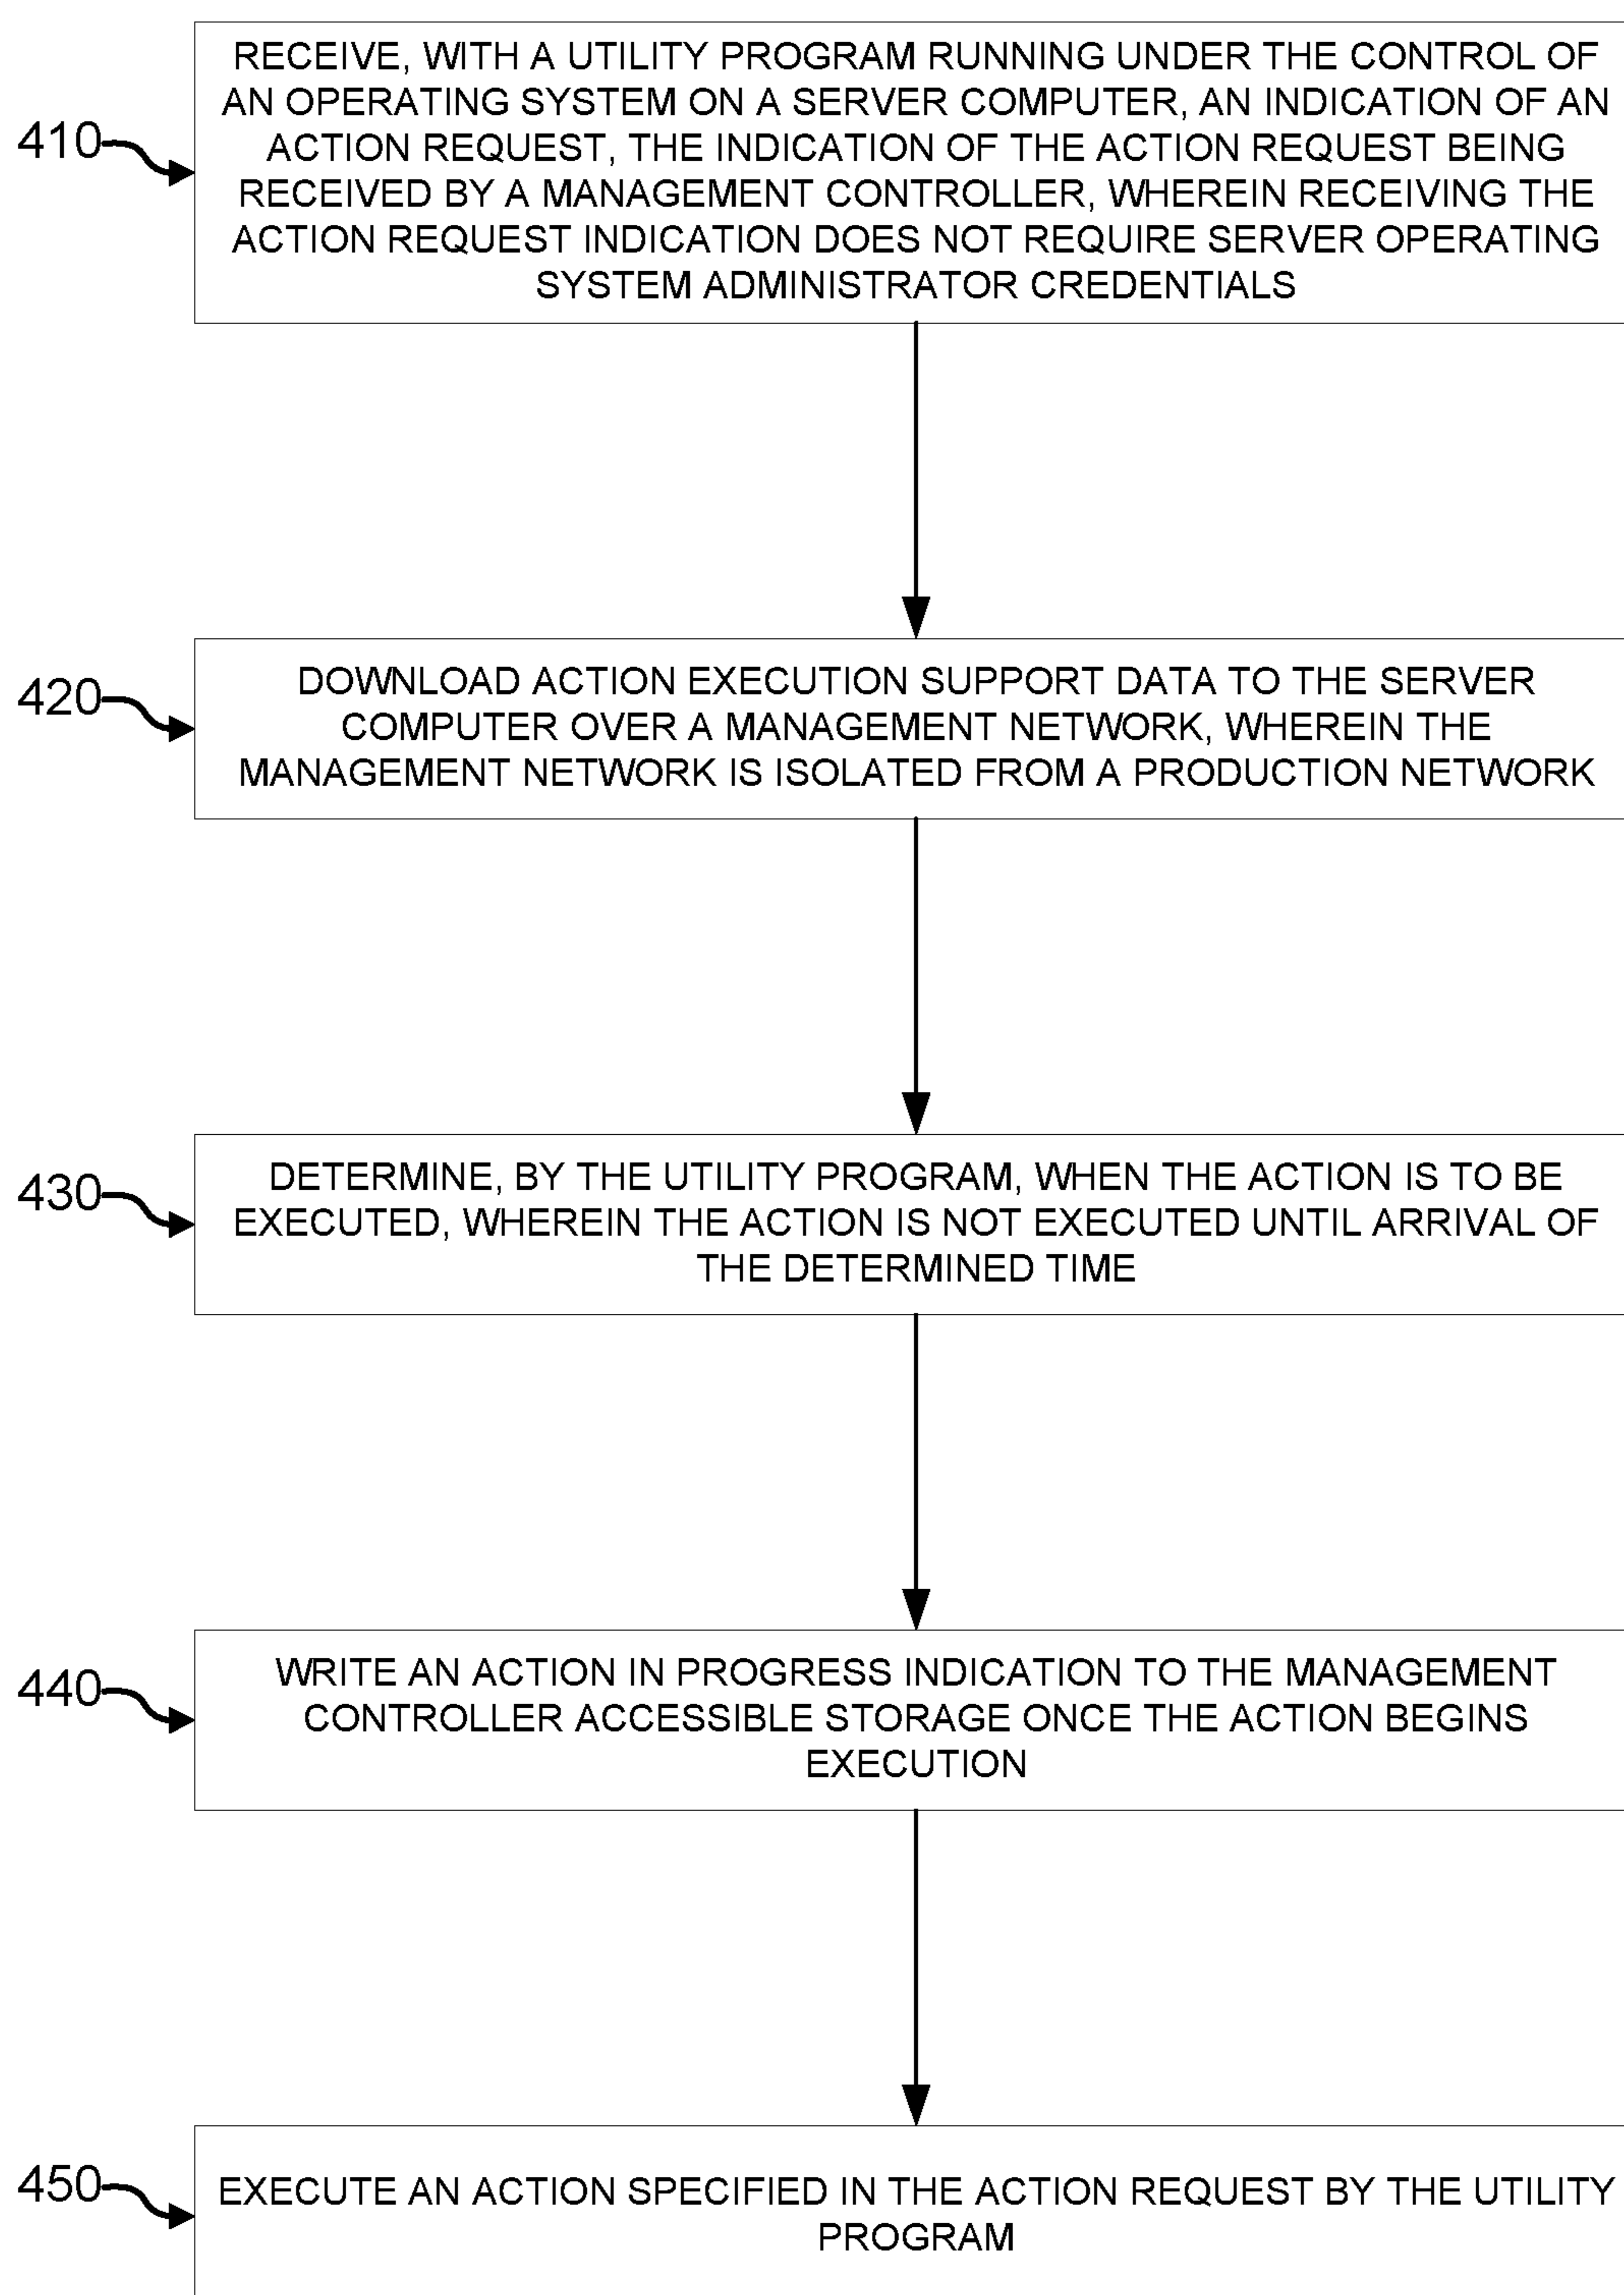 410
RECEIVE, WITH A UTILITY PROGRAM RUNNING UNDER THE CONTROL OF
AN OPERATING SYSTEM ON A SERVER COMPUTER, AN INDICATION OF AN
ACTION REQUEST, THE INDICATION OF THE ACTION REQUEST BEING
RECEIVED BY A MANAGEMENT CONTROLLER, WHEREIN RECEIVING THE
ACTION REQUEST INDICATION DOES NOT REQUIRE SERVER OPERATING
SYSTEM ADMINISTRATOR CREDENTIALS
420
DOWNLOAD ACTION EXECUTION SUPPORT DATA TO THE SERVER
COMPUTER OVER A MANAGEMENT NETWORK, WHEREIN THE
MANAGEMENT NETWORK IS ISOLATED FROM A PRODUCTION NETWORK
430
DETERMINE, BY THE UTILITY PROGRAM, WHEN THE ACTION IS TO BE
EXECUTED, WHEREIN THE ACTION IS NOT EXECUTED UNTIL ARRIVAL OF
THE DETERMINED TIME
440
WRITE AN ACTION IN PROGRESS INDICATION TO THE MANAGEMENT
CONTROLLER ACCESSIBLE STORAGE ONCE THE ACTION BEGINS
EXECUTION
450
EXECUTE AN ACTION SPECIFIED IN THE ACTION REQUEST BY THE UTILITY
PROGRAM